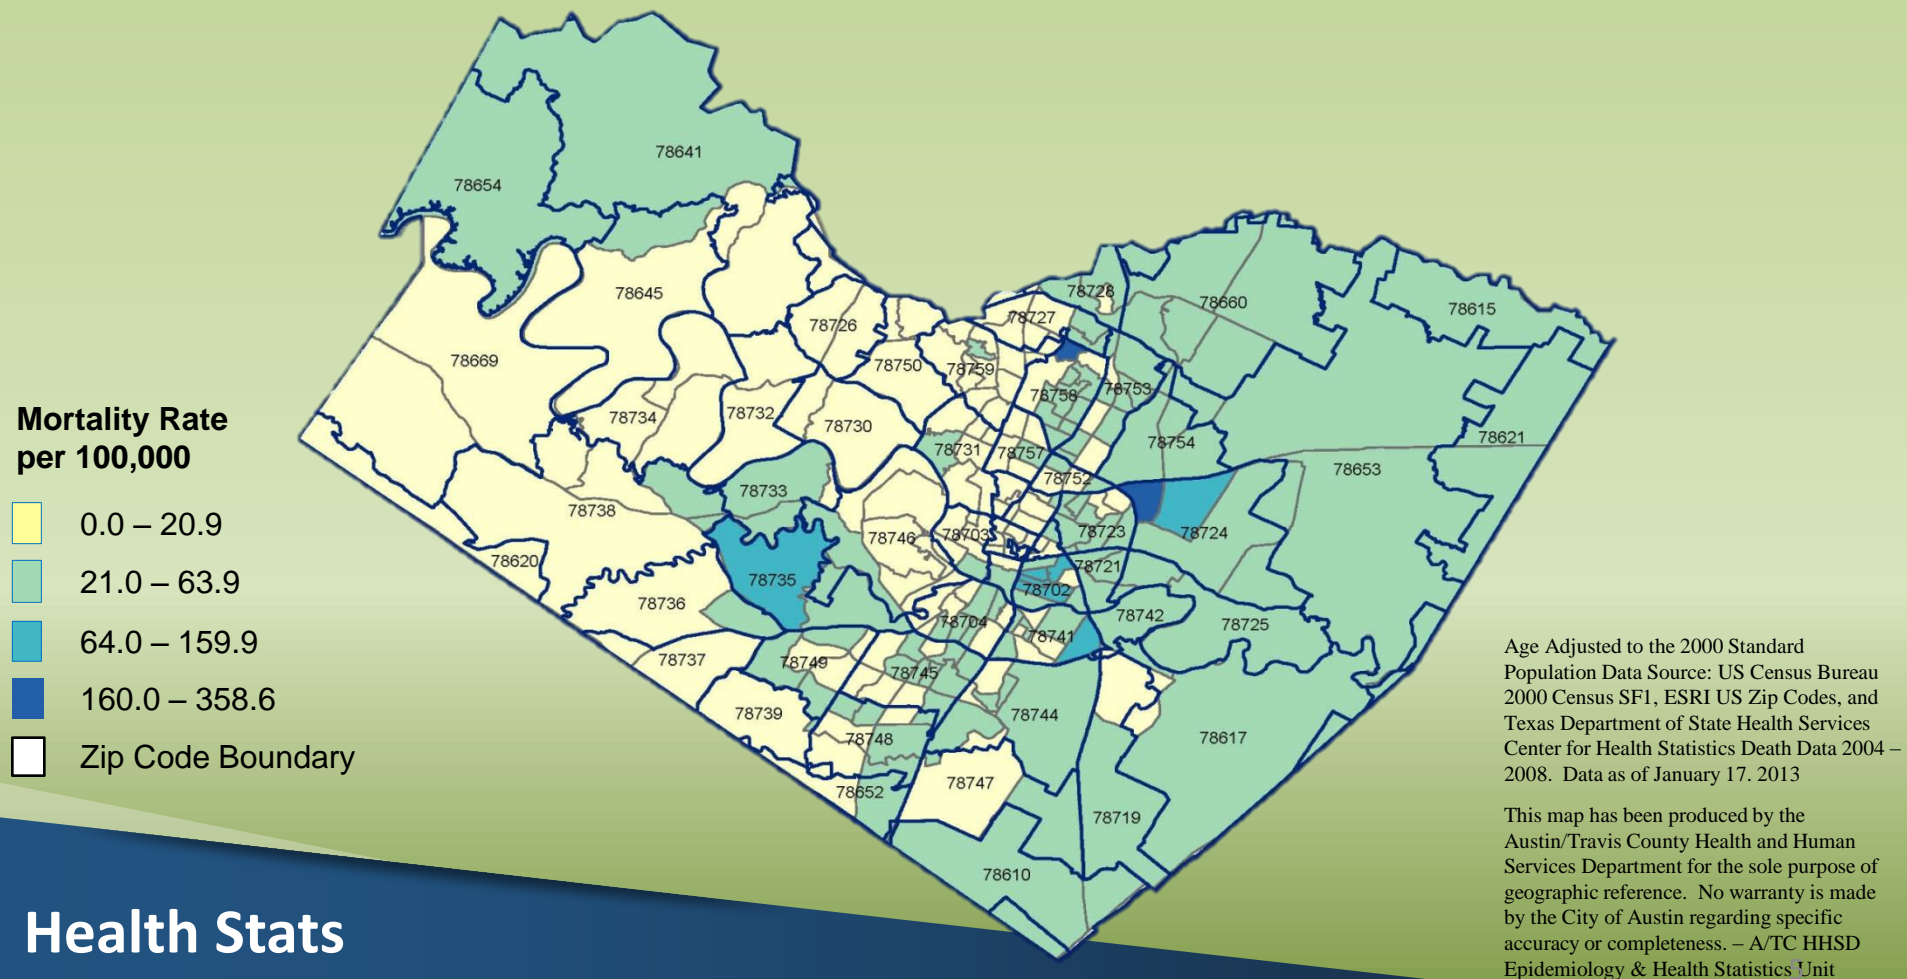 78641
78654
78645
78726
78669
78750
78759
78727
78728
78660
78615
78734
78732
78730
78758
78753
78731
78757
78754
78621
78653
78752
78733
78738
78746
78703
78723
78724
78620
78735
78721
78736
78702
78742
78725
78704
78741
78737
78749
78745
78739
78744
78748
78617
78747
78652
78719
78610
Mortality Rate
per 100,000
0.0 – 20.9
21.0 – 63.9
64.0 – 159.9
160.0 – 358.6
Zip Code Boundary
Age Adjusted to the 2000 Standard
Population Data Source: US Census Bureau
2000 Census SF1, ESRI US Zip Codes, and
Texas Department of State Health Services
Center for Health Statistics Death Data 2004 –
2008.  Data as of January 17. 2013
This map has been produced by the
Austin/Travis County Health and Human
Services Department for the sole purpose of
geographic reference.  No warranty is made
by the City of Austin regarding specific
accuracy or completeness. – A/TC HHSD
Epidemiology & Health Statistics Unit
Health Stats